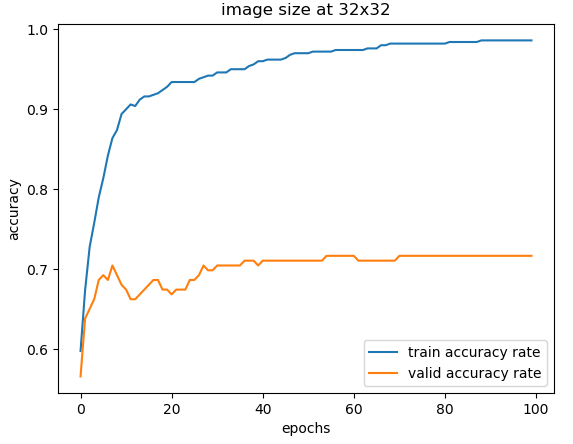 image size at 32x32
accuracy
1.0
0.9
0.8
0.7
0.6
0
20
40
60
80
100
epochs
train accuracy rate
valid accuracy rate